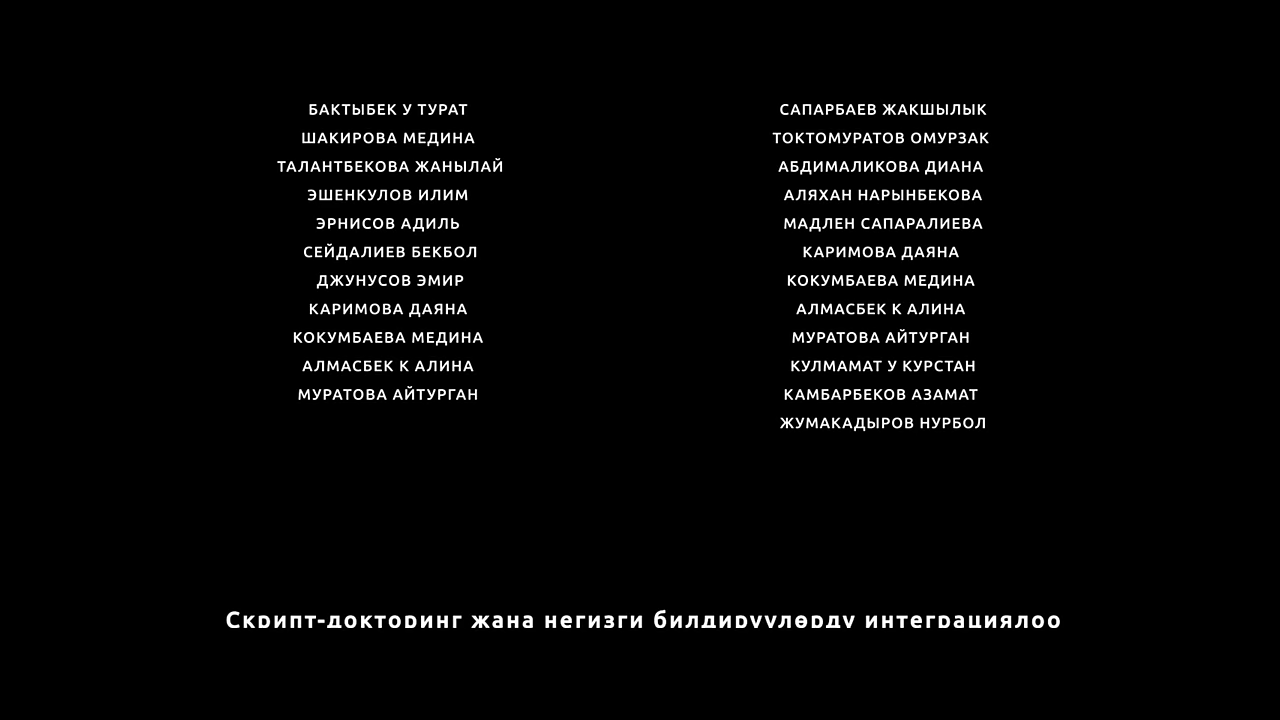 БАКТЫБЕК У ТУРАТ
ШАКИРОВА МЕДИНА
ТАЛАНТБЕКОВА ЖАНЫЛАЙ
ЭШЕНКУЛОВ ИЛИМ
ЭРНИСОВ АДИЛЬ
СЕЙДАЛИЕВ БЕКБОЛ
ДЖУНУСОВ ЭМИР
КАРИМОВА ДАЯНА
КОКУМБАЕВА МЕДИНА
АЛМАСБЕК К АЛИНА
МУРАТОВА АЙТУРГАН
САПАРБАЕВ ЖАКШЫЛЫК
ТОКТОМУРАТОВ ОМУРЗАК
АБДИМАЛИКОВА ДИАНА
АЛЯХАН НАРЫНБЕКОВА
МАДЛЕН САПАРАЛИЕВА
КАРИМОВА ДАЯНА
КОКУМБАЕВА МЕДИНА
АЛМАСБЕК К АЛИНА
МУРАТОВА АЙТУРГАН
КУЛМАМАТ У КУРСТАН
КАМБАРБЕКОВ АЗАМАТ
ЖУМАКАДЫРОВ НУРБОЛ
Скрипт-докторинг жана негизги билдирүүлөрдү интеграциялоо